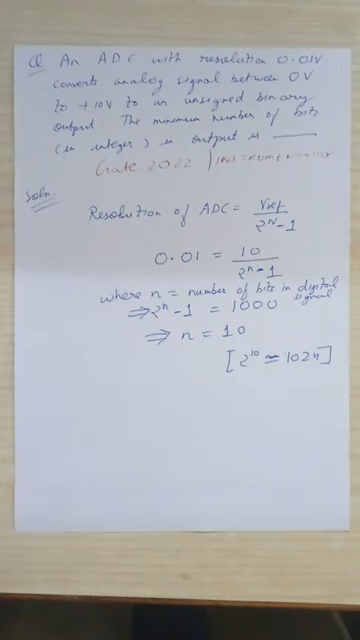 Q An ADC with resolution 0.01V
converts analog signal between 0V
to +10V to an unsigned binary
output. The minimum number of bits
(in integer) in output is ____
Gate 2022 | INSTRUMENTATION
Soln.
Resolution of ADC = Vref / 2^N - 1
0.01 = 10 / 2^n - 1
where n = number of bits in digital signal
⇒ 2^n - 1 = 1000
⇒ n = 10
[2^10 ≃ 1024]